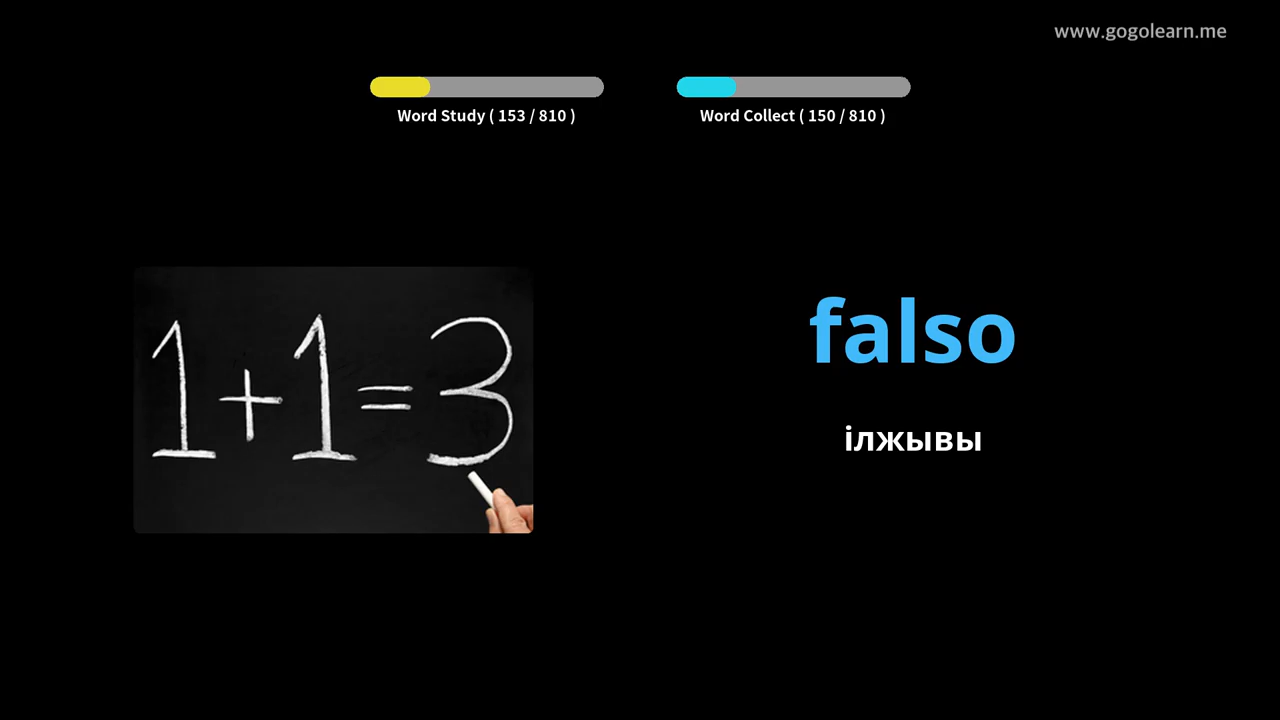 www.gogolearn.me
Word Study ( 153 / 810 )
Word Collect ( 150 / 810 )
1+1=3
falso
ілжывы